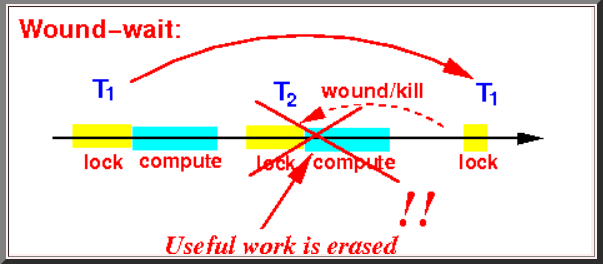 Wound-wait:
T1 T2 wound/kill T1
lock compute lock compute lock
!!
Useful work is erased